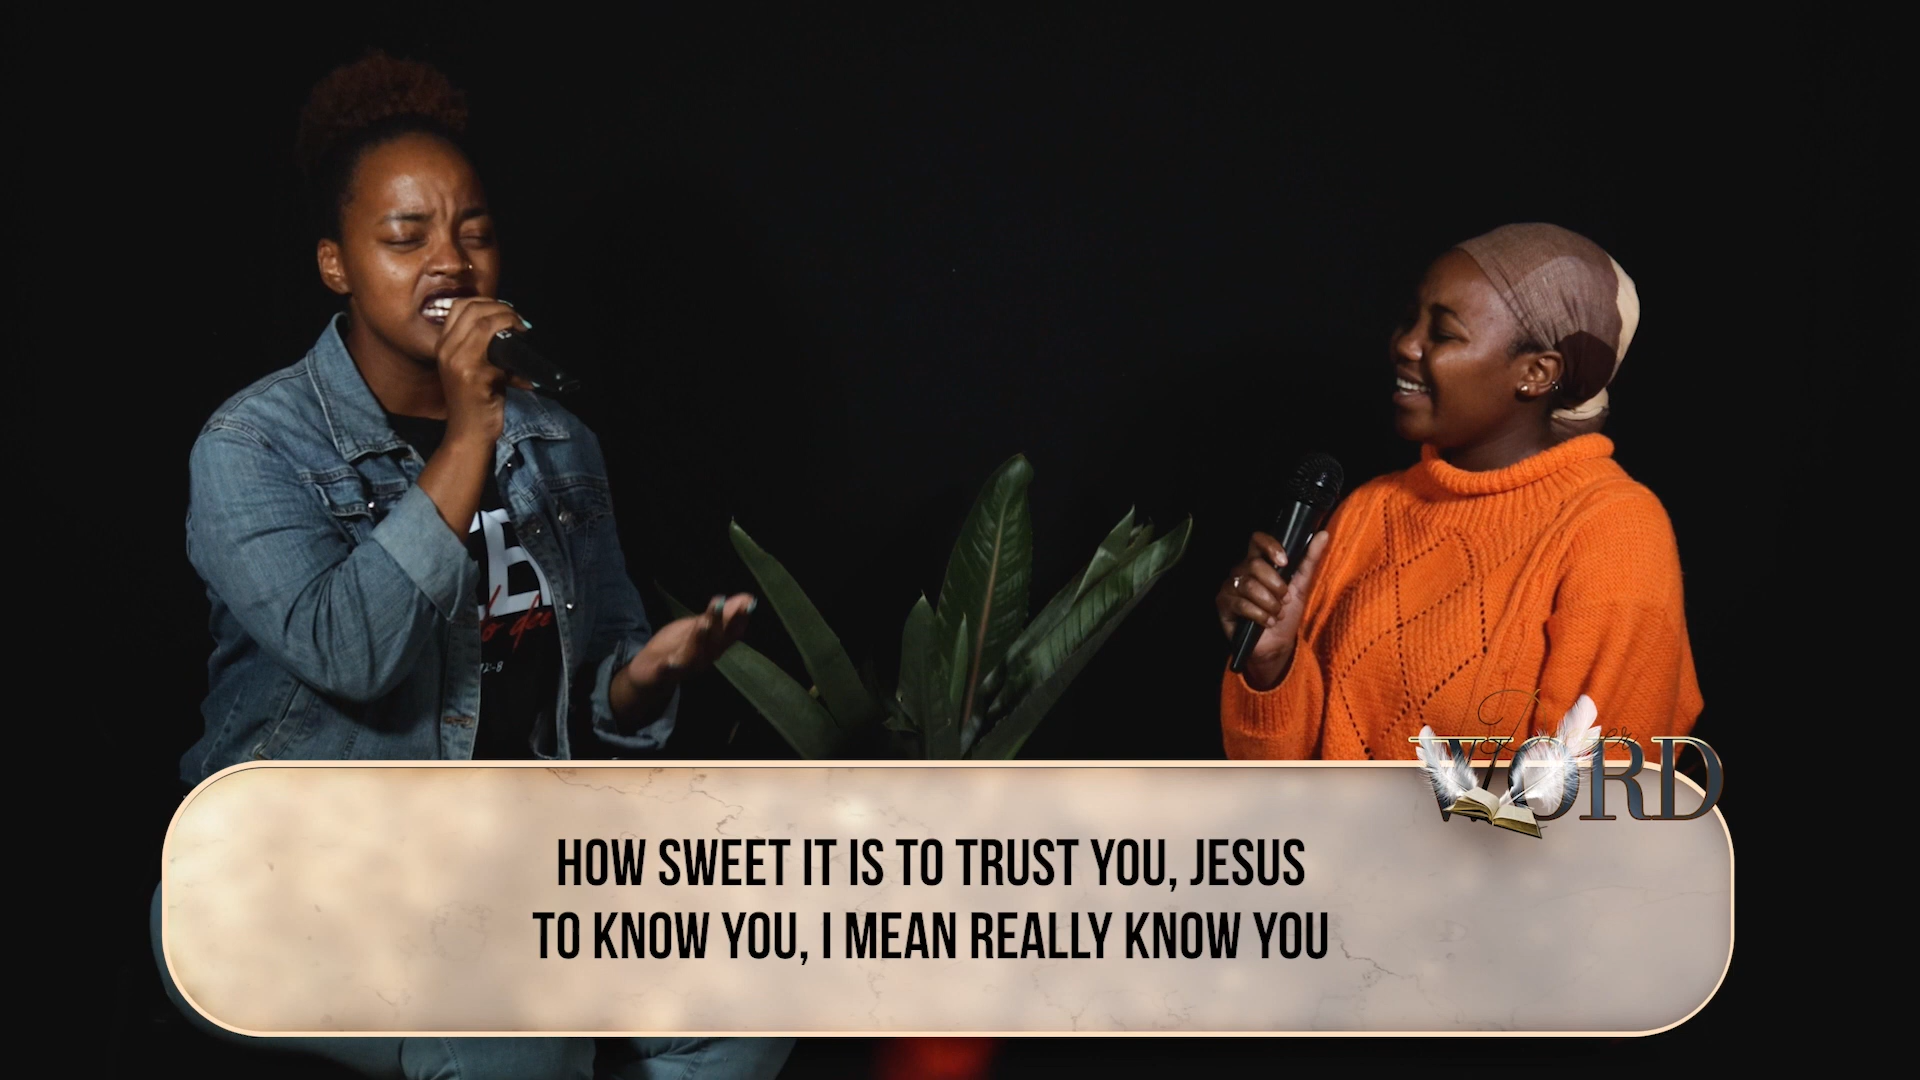 WORD
HOW SWEET IT IS TO TRUST YOU, JESUS
TO KNOW YOU, I MEAN REALLY KNOW YOU